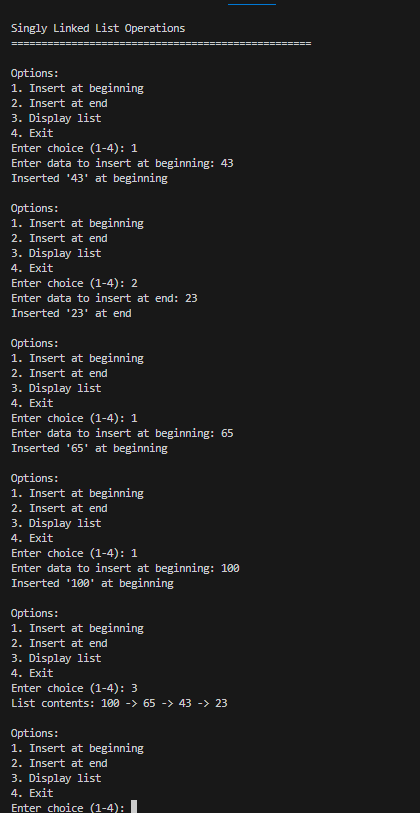 Singly Linked List Operations
==================================================
Options:
1. Insert at beginning
2. Insert at end
3. Display list
4. Exit
Enter choice (1-4): 1
Enter data to insert at beginning: 43
Inserted '43' at beginning
Options:
1. Insert at beginning
2. Insert at end
3. Display list
4. Exit
Enter choice (1-4): 2
Enter data to insert at end: 23
Inserted '23' at end
Options:
1. Insert at beginning
2. Insert at end
3. Display list
4. Exit
Enter choice (1-4): 1
Enter data to insert at beginning: 65
Inserted '65' at beginning
Options:
1. Insert at beginning
2. Insert at end
3. Display list
4. Exit
Enter choice (1-4): 1
Enter data to insert at beginning: 100
Inserted '100' at beginning
Options:
1. Insert at beginning
2. Insert at end
3. Display list
4. Exit
Enter choice (1-4): 3
List contents: 100 -> 65 -> 43 -> 23
Options:
1. Insert at beginning
2. Insert at end
3. Display list
4. Exit
Enter choice (1-4):